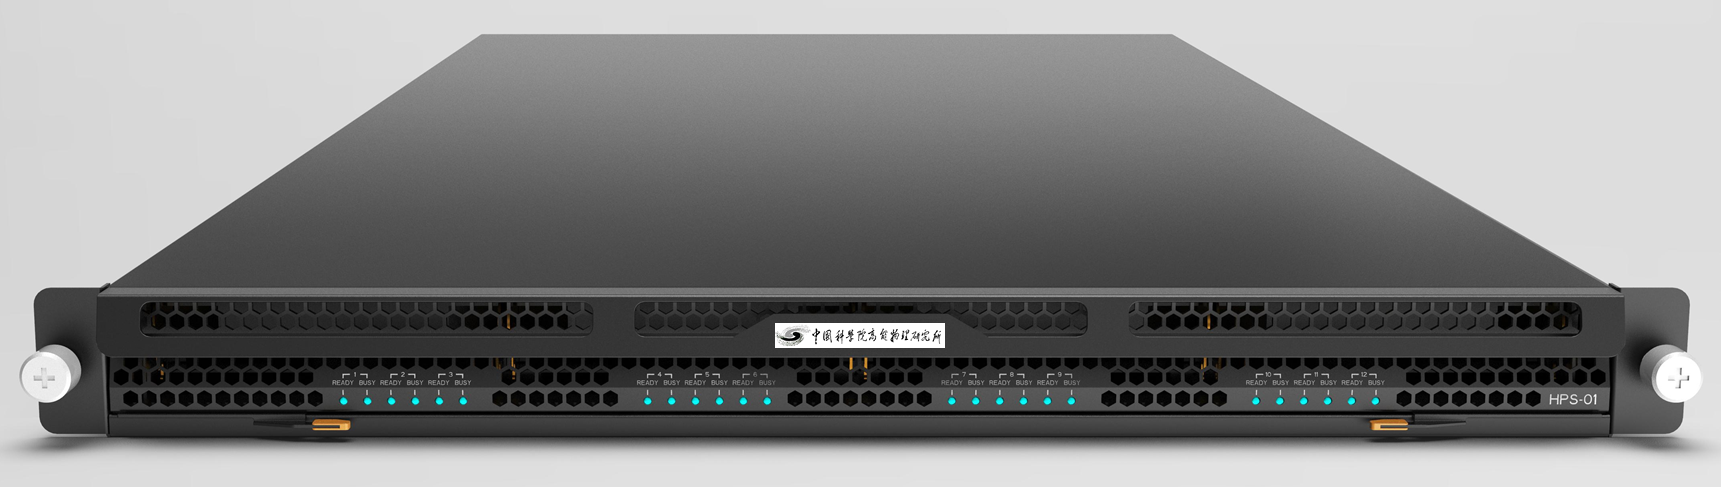 中国科学院高能物理研究所
1 2 3 4 5 6 7 8 9 10 11 12
READY BUSY READY BUSY READY BUSY READY BUSY READY BUSY READY BUSY READY BUSY READY BUSY READY BUSY READY BUSY READY BUSY READY BUSY
HPS-01